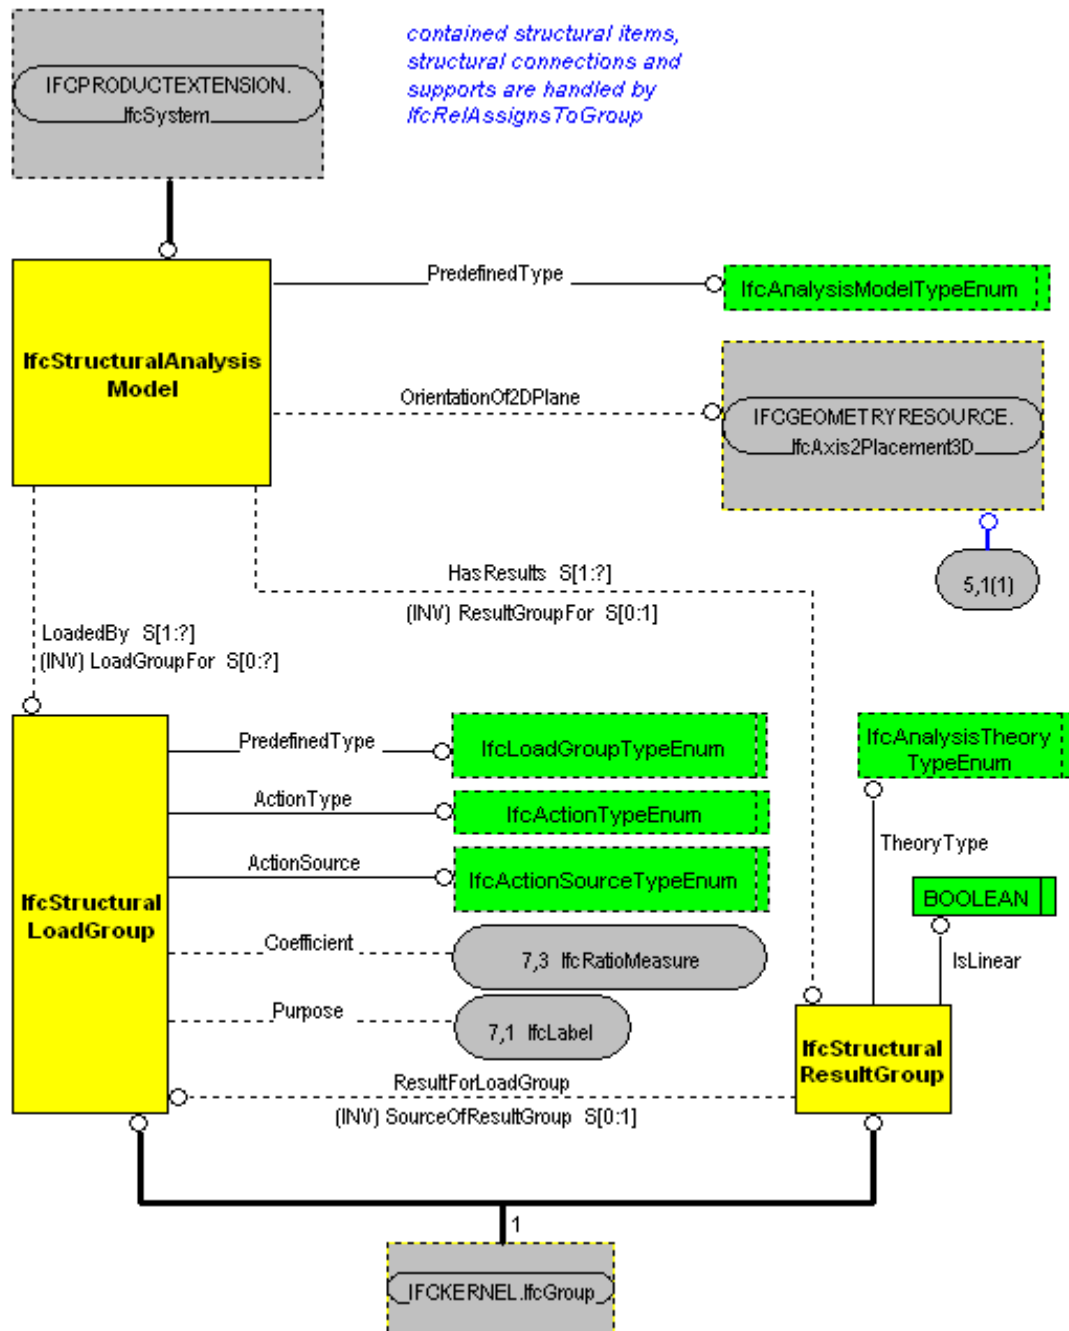 contained structural items,
structural connections and
supports are handled by
IfcRelAssignsToGroup
IFCPRODUCTEXTENSION.
IfcSystem
PredefinedType
IfcAnalysisModelTypeEnum
IfcStructuralAnalysis
Model
OrientationOf2DPlane
IFCGEOMETRYRESOURCE.
IfcAxis2Placement3D
5,1(1)
HasResults S[1:?]
(INV) ResultGroupFor S[0:1]
LoadedBy S[1:?]
(INV) LoadGroupFor S[0:?]
PredefinedType
IfcLoadGroupTypeEnum
IfcAnalysisTheory
TypeEnum
ActionType
IfcActionTypeEnum
TheoryType
ActionSource
IfcActionSourceTypeEnum
BOOLEAN
IfcStructural
LoadGroup
Coefficient
7,3 IfcRatioMeasure
IsLinear
Purpose
7,1 IfcLabel
IfcStructural
ResultGroup
ResultForLoadGroup
(INV) SourceOfResultGroup S[0:1]
1
IFCKERNEL.IfcGroup